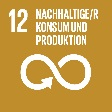 12 NACHHALTIGE/R
KONSUM UND
PRODUKTION